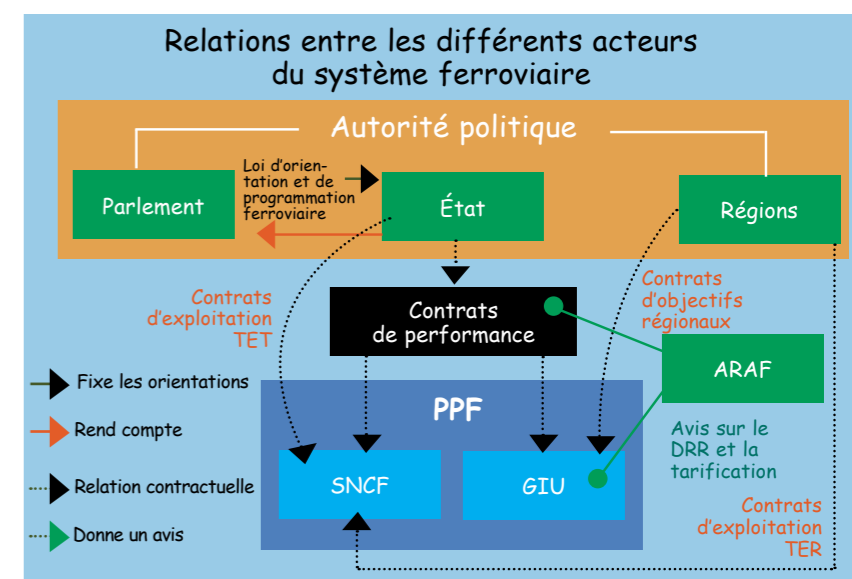 Relations entre les différents acteurs
du système ferroviaire
Autorité politique
Parlement
Loi d'orien-
tation et de
programmation
ferroviaire
État
Régions
Contrats
d'exploitation
TET
Contrats
de performance
Contrats
d'objectifs
régionaux
ARAF
Fixe les orientations
Rend compte
Relation contractuelle
Donne un avis
PPF
SNCF
GIU
Avis sur le
DRR et la
tarification
Contrats
d'exploitation
TER